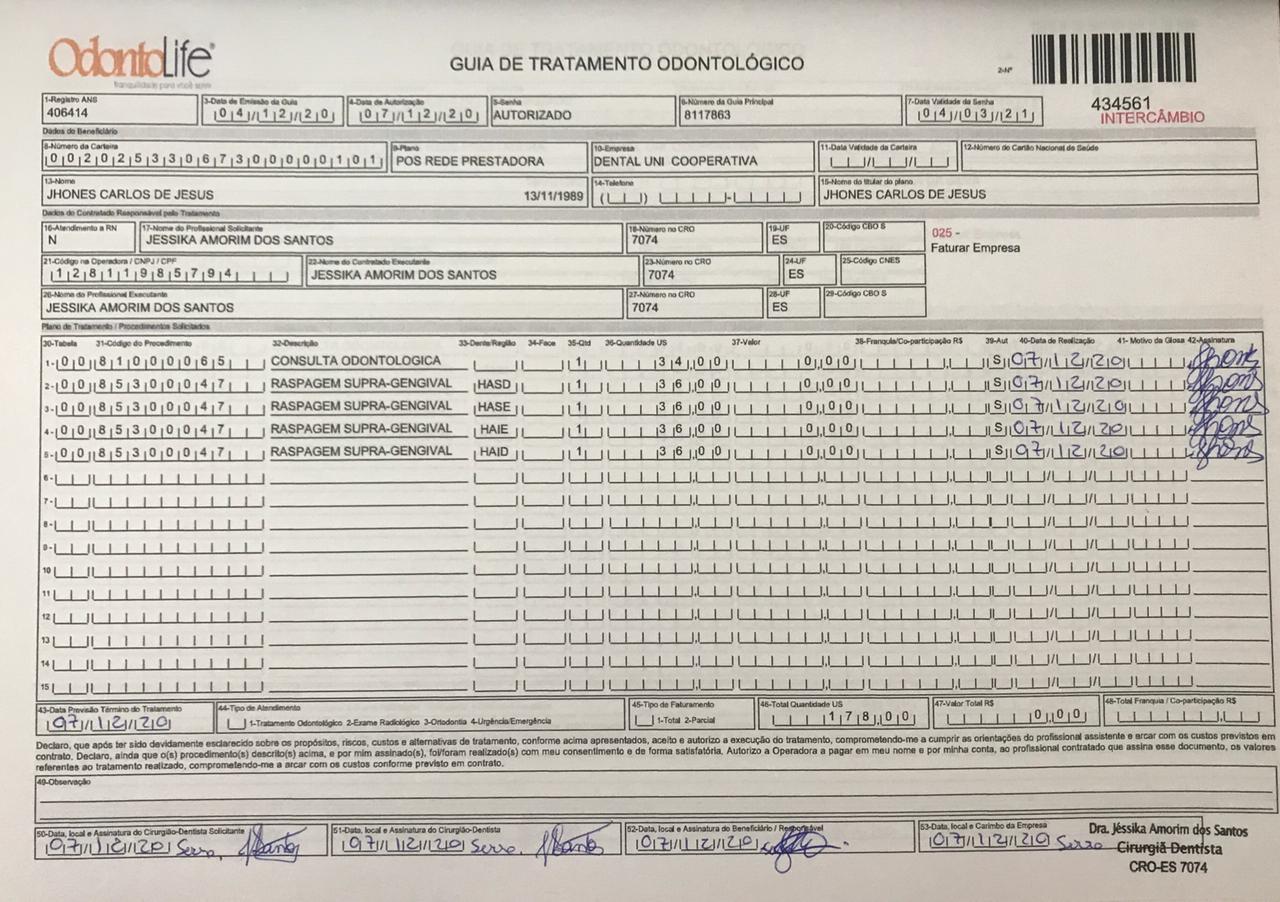 OdontoLife®
Tranquilidade para você sorrir
GUIA DE TRATAMENTO ODONTOLÓGICO
2-Nº
434561
INTERCÂMBIO
1-Registro ANS 3-Data de Emissão da Guia 4-Data de Autorização 5-Senha 6-Número da Guia Principal 7-Data Validade da Senha
406414 04/12/20 07/12/20 AUTORIZADO 8117863 04/03/21
Dados do Beneficiário
8-Número da Carteira 9-Plano 10-Empresa 11-Data Validade da Carteira 12-Número do Cartão Nacional de Saúde
02025330673000000101 POS REDE PRESTADORA DENTAL UNI COOPERATIVA
13-Nome 14-Telefone 15-Nome do titular do plano
JHONES CARLOS DE JESUS 13/11/1989 JHONES CARLOS DE JESUS
Dados do Contratado Responsável pelo Tratamento
16-Atendimento a RN 17-Nome do Profissional Solicitante 18-Número no CRO 19-UF 20-Código CBO S
N JESSIKA AMORIM DOS SANTOS 7074 ES
025 -
Faturar Empresa
21-Código na Operadora / CNPJ / CPF 22-Nome do Contratado Executante 23-Número no CRO 24-UF 25-Código CNES
12811985794 JESSIKA AMORIM DOS SANTOS 7074 ES
26-Nome do Profissional Executante 27-Número no CRO 28-UF 29-Código CBO S
JESSIKA AMORIM DOS SANTOS 7074 ES
Plano de Tratamento / Procedimentos Solicitados
30-Tabela 31-Código do Procedimento 32-Descrição 33-Dente/Região 34-Face 35-Qtd 36-Quantidade US 37-Valor 38-Franquia/Co-participação R$ 39-Aut 40-Data de Realização 41- Motivo da Glosa 42-Assinatura
1- 00 81000065 CONSULTA ODONTOLOGICA 1 34,00 0,00 S 07/12/20
2- 00 85300047 RASPAGEM SUPRA-GENGIVAL HASD 1 36,00 0,00 S 07/12/20
3- 00 85300047 RASPAGEM SUPRA-GENGIVAL HASE 1 36,00 0,00 S 07/12/20
4- 00 85300047 RASPAGEM SUPRA-GENGIVAL HAIE 1 36,00 0,00 S 07/12/20
5- 00 85300047 RASPAGEM SUPRA-GENGIVAL HAID 1 36,00 0,00 S 07/12/20
6-
7-
8-
9-
10
11
12
13
14
15
43-Data Previsão Término do Tratamento 44-Tipo de Atendimento 45-Tipo de Faturamento 46-Total Quantidade US 47-Valor Total R$ 48-Total Franquia / Co-participação R$
07/12/20 1-Tratamento Odontológico 2-Exame Radiológico 3-Ortodontia 4-Urgência/Emergência 1-Total 2-Parcial 178,00 0,00
Declaro, que após ter sido devidamente esclarecido sobre os propósitos, riscos, custos e alternativas de tratamento, conforme acima apresentados, aceito e autorizo a execução do tratamento, comprometendo-me a cumprir as orientações do profissional assistente e arcar com os custos previstos em
contrato. Declaro, ainda que o(s) procedimento(s) descrito(s) acima, e por mim assinado(s), foi/foram realizado(s) com meu consentimento e de forma satisfatória. Autorizo a Operadora a pagar em meu nome e por minha conta, ao profissional contratado que assina esse documento, os valores
referentes ao tratamento realizado, comprometendo-me a arcar com os custos conforme previsto em contrato.
49-Observação
50-Data, local e Assinatura do Cirurgião-Dentista Solicitante 51-Data, local e Assinatura do Cirurgião-Dentista 52-Data, local e Assinatura do Beneficiário / Responsável 53-Data, local e Carimbo da Empresa
07/12/20 Serra, 07/12/20 Serra, 07/12/20 07/12/20 Serra
Dra. Jéssika Amorim dos Santos
Cirurgiã Dentista
CRO-ES 7074